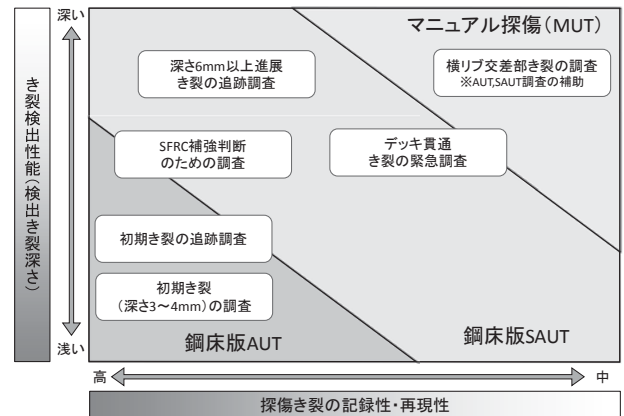 深い
マニュアル探傷(MUT)
深さ6mm以上進展
き裂の追跡調査
横リブ交差部き裂の調査
※AUT,SAUT調査の補助
き裂検出性能(検出き裂深さ)
SFRC補強判断
のための調査
デッキ貫通
き裂の緊急調査
初期き裂の追跡調査
初期き裂
(深さ3～4mm)の調査
鋼床版AUT
鋼床版SAUT
浅い
高
中
探傷き裂の記録性・再現性